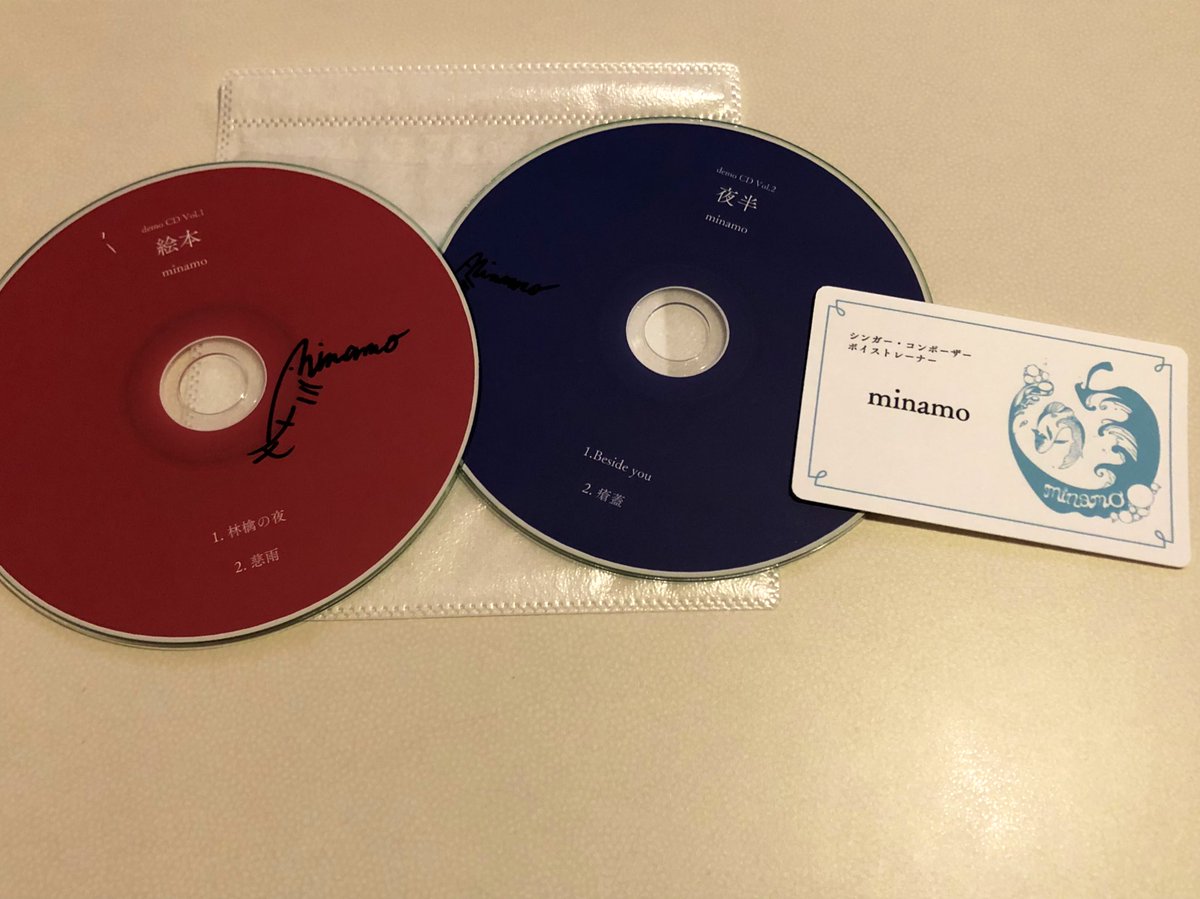 demo CD Vol.1
絵本
minamo
minamo
1. 林檎の夜
2. 慈雨
demo CD Vol.2
夜半
minamo
minamo
1.Beside you
2. 瘡蓋
シンガー・コンポーザー
ボイストレーナー
minamo
minamo